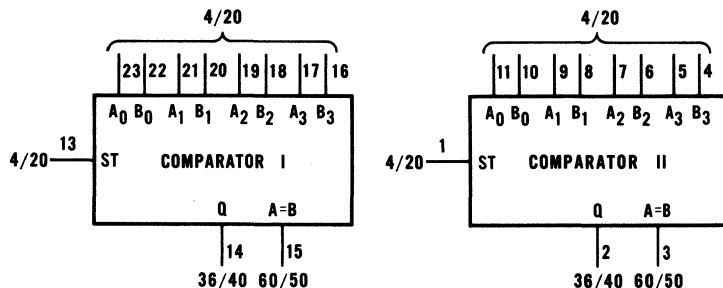 4/20 4/20
23 22 21 20 19 18 17 16 11 10 9 8 7 6 5 4
A0 B0 A1 B1 A2 B2 A3 B3 A0 B0 A1 B1 A2 B2 A3 B3
13 1
4/20 ST COMPARATOR I 4/20 ST COMPARATOR II
Q A=B Q A=B
14 15 2 3
36/40 60/50 36/40 60/50